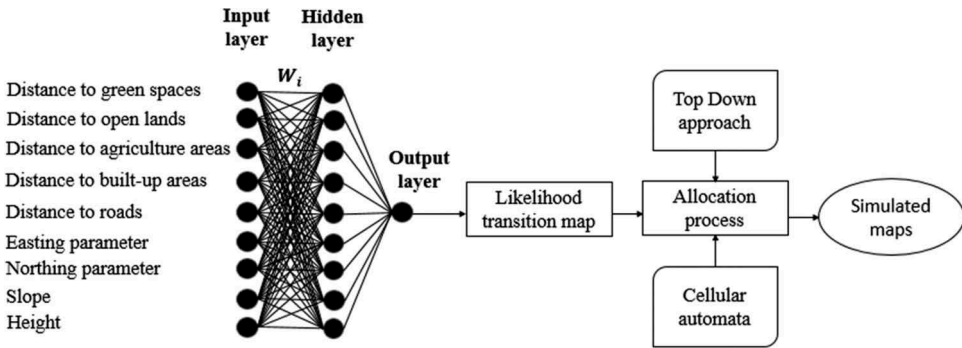 Input
layer
Hidden
layer
W_i
Distance to green spaces
Distance to open lands
Distance to agriculture areas
Distance to built-up areas
Distance to roads
Easting parameter
Northing parameter
Slope
Height
Output
layer
Likelihood
transition map
Top Down
approach
Allocation
process
Cellular
automata
Simulated
maps